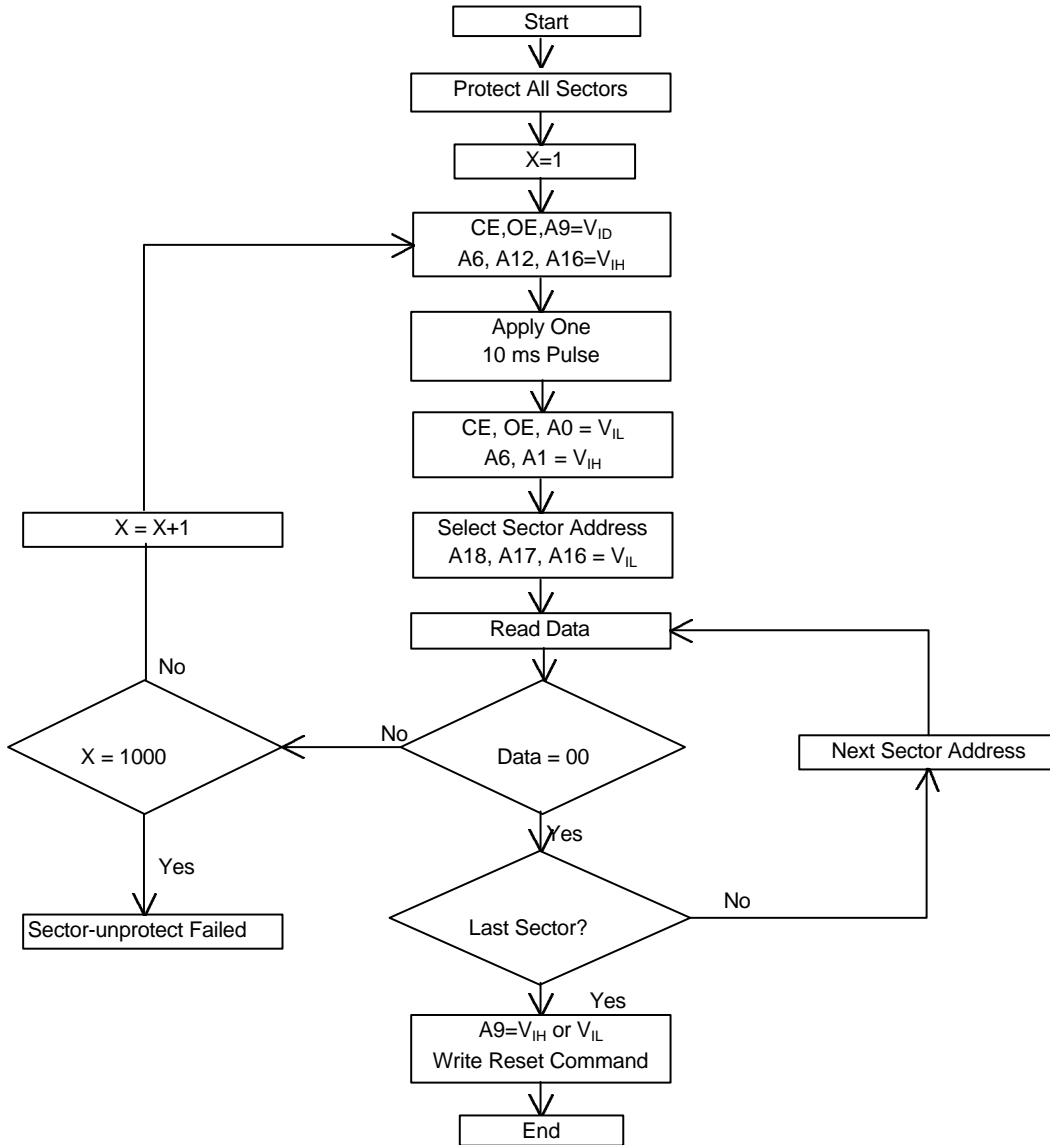 Start
Protect All Sectors
X=1
CE,OE,A9=VID
A6, A12, A16=VIH
Apply One
10 ms Pulse
CE, OE, A0 = VIL
A6, A1 = VIH
X = X+1
Select Sector Address
A18, A17, A16 = VIL
Read Data
No
No
X = 1000
Data = 00
Next Sector Address
Yes
Yes
Sector-unprotect Failed
Last Sector?
No
Yes
A9=VIH or VIL
Write Reset Command
End